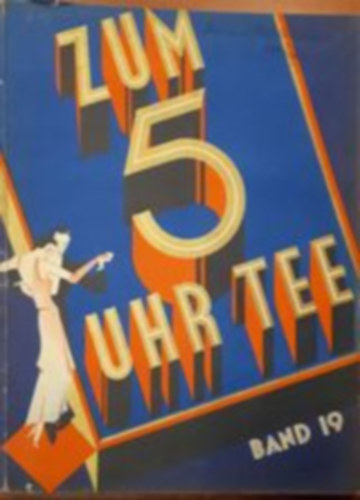 ZUM
5
UHR TEE
BAND 19